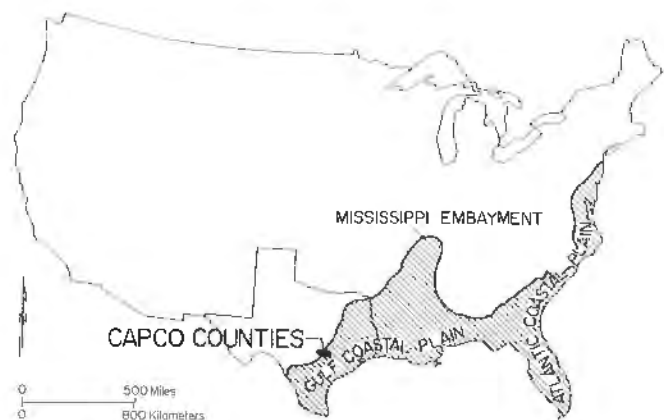 MISSISSIPPI EMBAYMENT
CAPCO COUNTIES
GULF COASTAL PLAIN
ATLANTIC COASTAL PLAIN
0 500 Miles
0 800 Kilometers